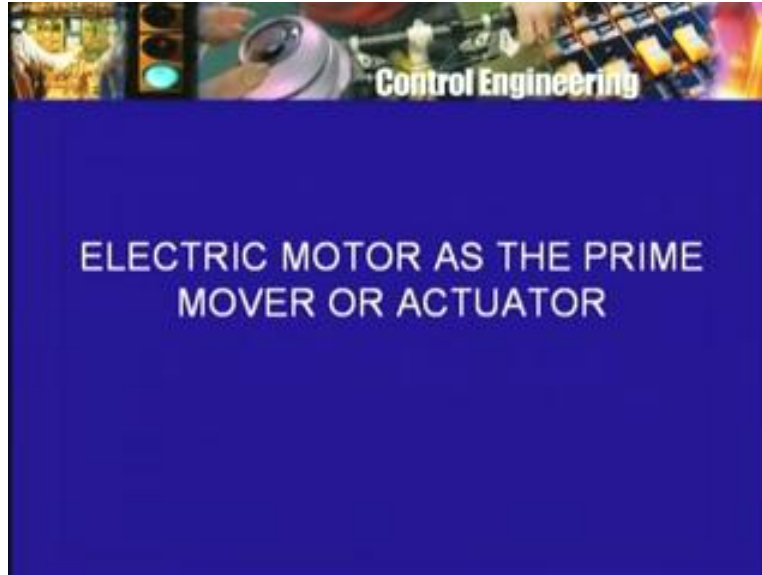 Control Engineering
ELECTRIC MOTOR AS THE PRIME
MOVER OR ACTUATOR